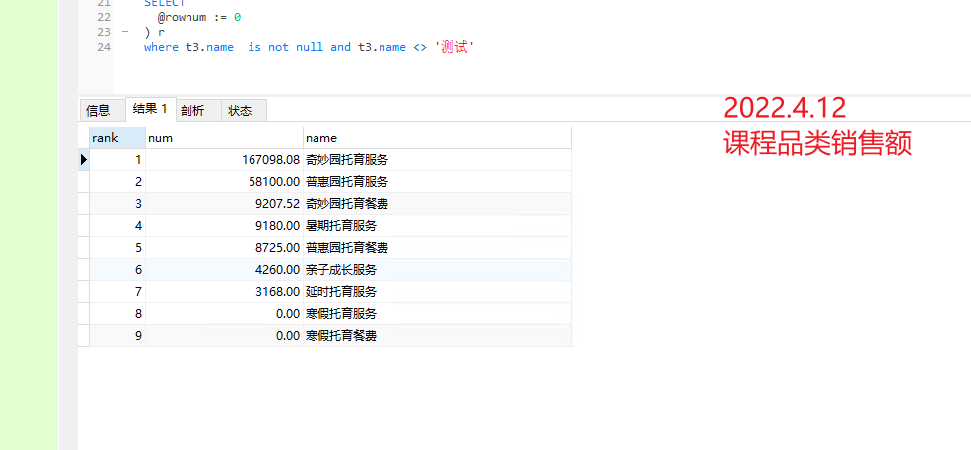 21 SELECT
22 @rownum := 0
23 ) r
24 where t3.name is not null and t3.name <> '测试'
信息 结果 1 剖析 状态
2022.4.12
课程品类销售额
rank num name
1 167098.08 奇妙园托育服务
2 58100.00 普惠园托育服务
3 9207.52 奇妙园托育餐费
4 9180.00 暑期托育服务
5 8725.00 普惠园托育餐费
6 4260.00 亲子成长服务
7 3168.00 延时托育服务
8 0.00 寒假托育服务
9 0.00 寒假托育餐费